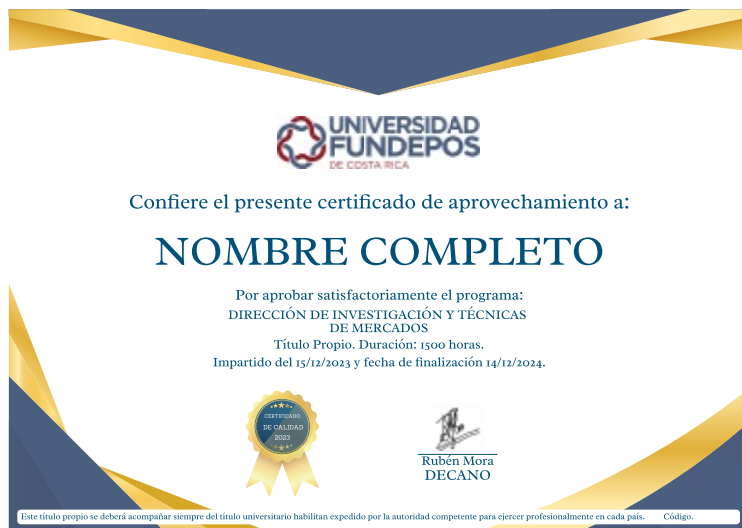 UNIVERSIDAD
FUNDEPOS
DE COSTA RICA
Confiere el presente certificado de aprovechamiento a:
NOMBRE COMPLETO
Por aprobar satisfactoriamente el programa:
DIRECCIÓN DE INVESTIGACIÓN Y TÉCNICAS
DE MERCADOS
Título Propio. Duración: 1500 horas.
Impartido del 15/12/2023 y fecha de finalización 14/12/2024.
CERTIFICADO
DE CALIDAD
2023
Rubén Mora
DECANO
Este título propio se deberá acompañar siempre del título universitario habilitan expedido por la autoridad competente para ejercer profesionalmente en cada país. Código.